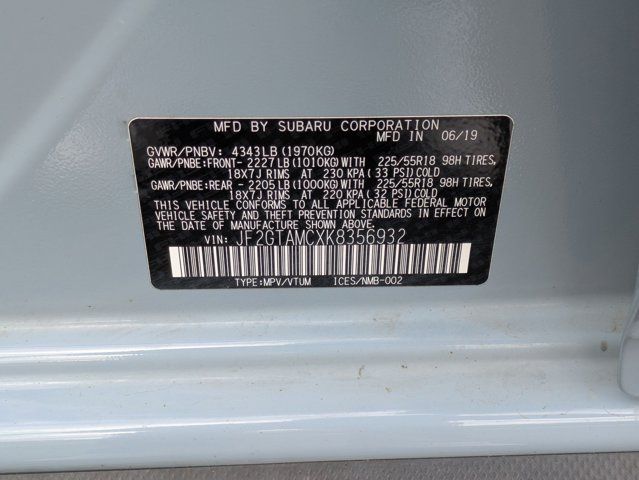 MFD BY SUBARU CORPORATION
MFD IN 06/19
GVWR/PNBV: 4343LB(1970KG)
GAWR/PNBE:FRONT- 2227LB(1010KG)WITH 225/55R18 98H TIRES,
18X7J RIMS AT 230 KPA(33 PSI)COLD
GAWR/PNBE:REAR - 2205LB(1000KG)WITH 225/55R18 98H TIRES,
18X7J RIMS AT 220 KPA(32 PSI)COLD
THIS VEHICLE CONFORMS TO ALL APPLICABLE FEDERAL MOTOR
VEHICLE SAFETY AND THEFT PREVENTION STANDARDS IN EFFECT ON
THE DATE OF MANUFACTURE SHOWN ABOVE.
VIN: JF2GTAMCXK8356932
TYPE:MPV/VTUM ICES/NMB-002